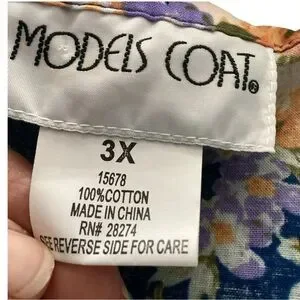 MODELS COAT®
3X
15678
100%COTTON
MADE IN CHINA
RN# 28274
SEE REVERSE SIDE FOR CARE